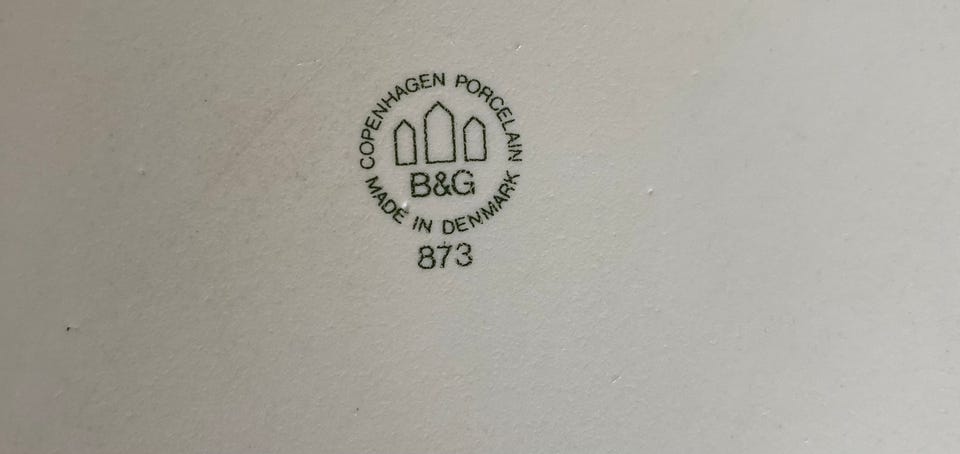 COPENHAGEN PORCELAIN
B&G
MADE IN DENMARK
873